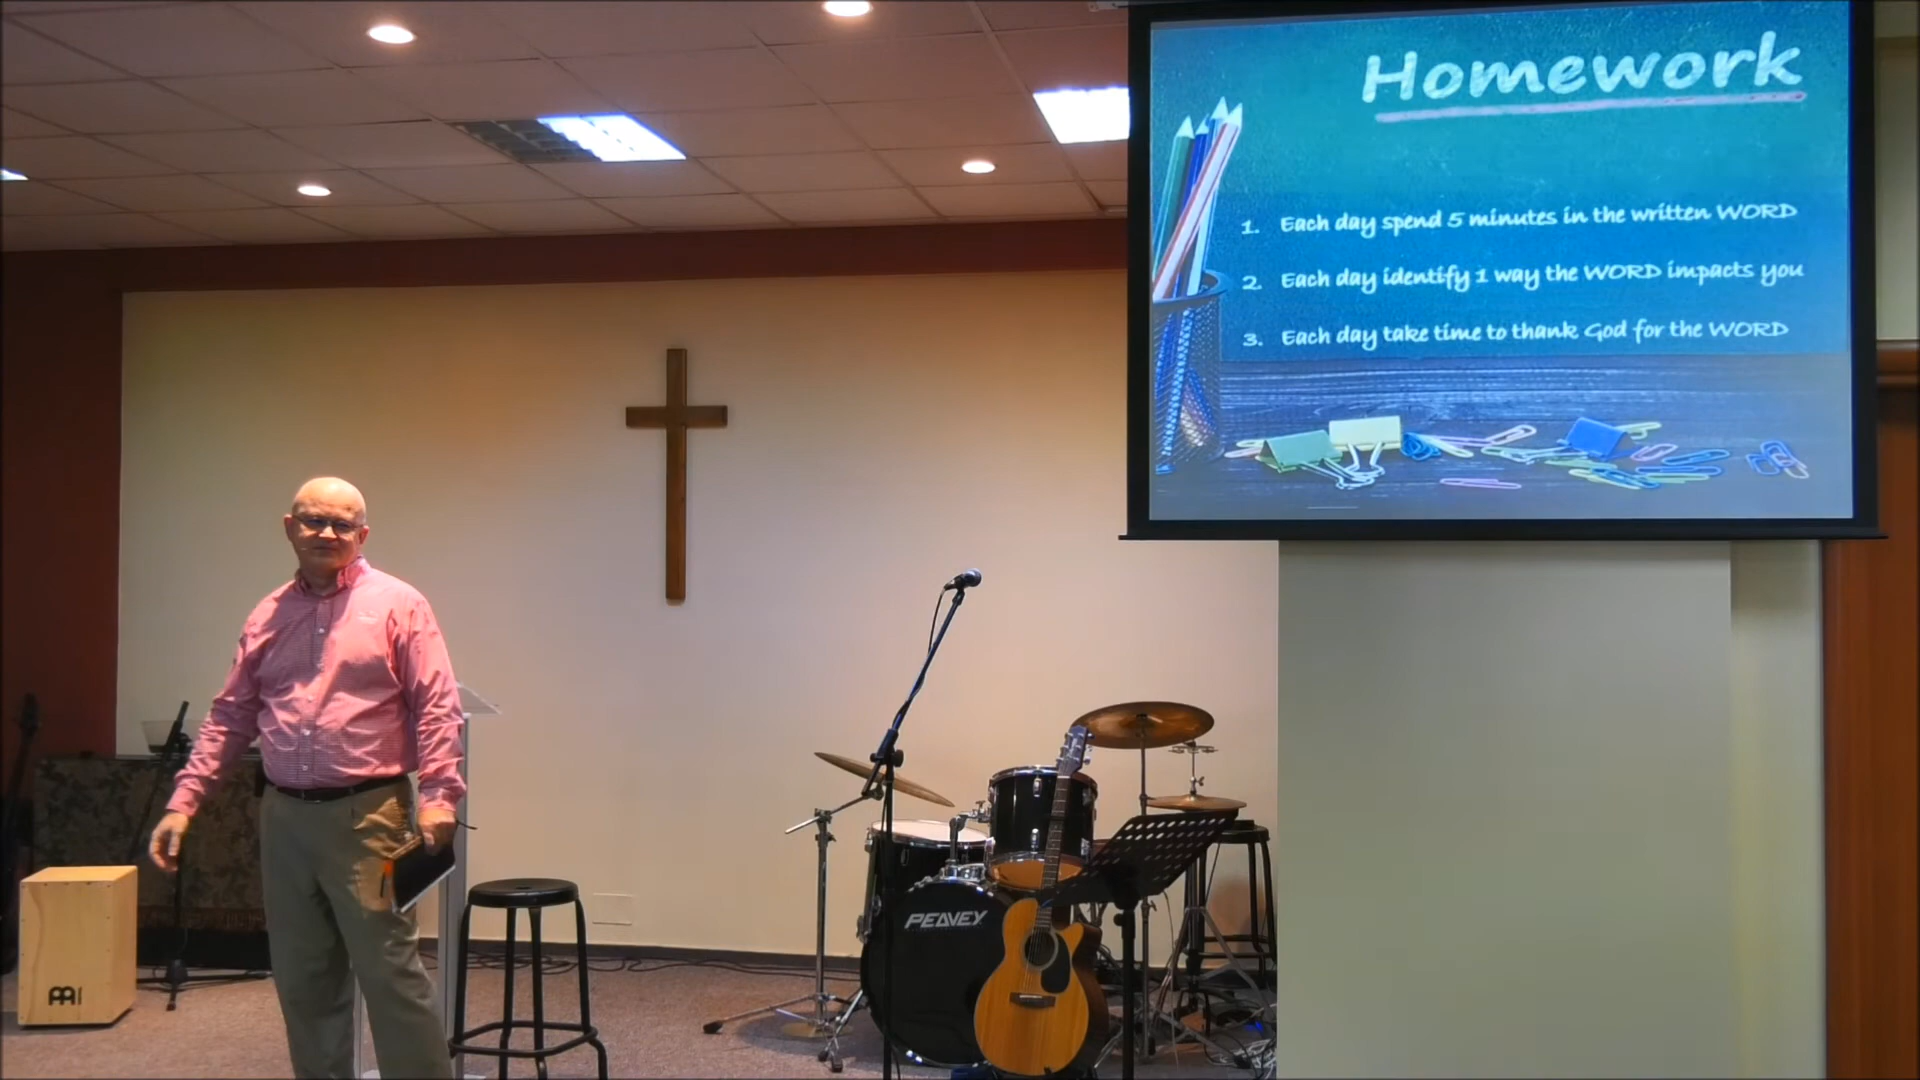 Homework
1. Each day spend 5 minutes in the written WORD
2. Each day identify 1 way the WORD impacts you
3. Each day take time to thank God for the WORD
PEAVEY